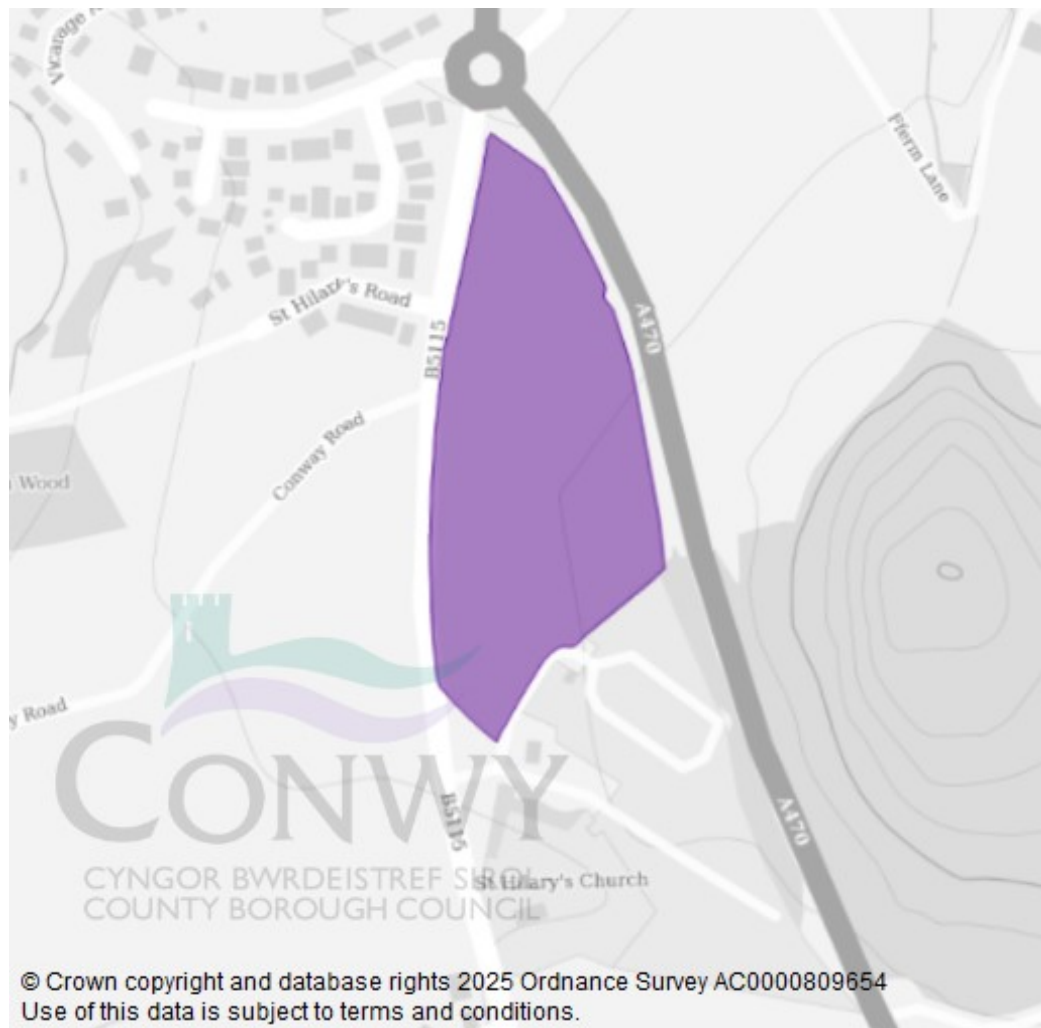 Vicarage R
Fferm Lane
St Hilary's Road
B5115
A470
Conway Road
Wood
y Road
CONWY
B5115
A470
CYNGOR BWRDEISTREF SIROL
St Hilary's Church
COUNTY BOROUGH COUNCIL
© Crown copyright and database rights 2025 Ordnance Survey AC0000809654
Use of this data is subject to terms and conditions.